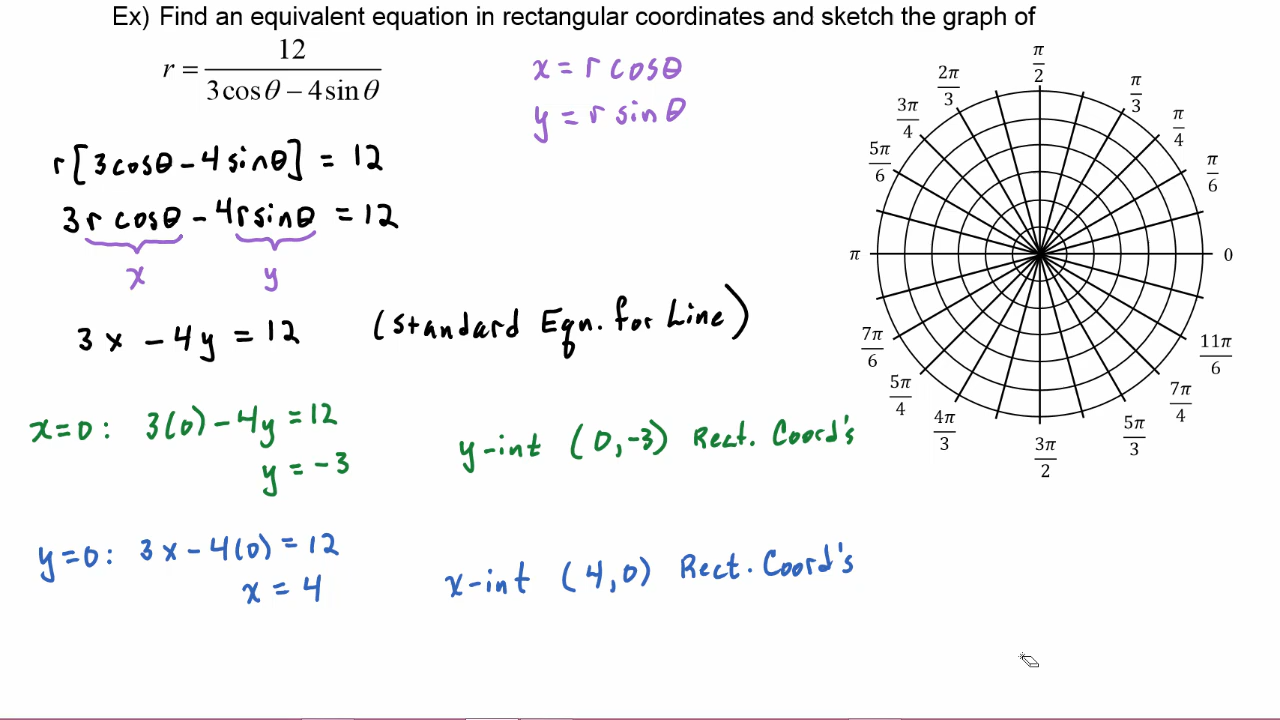 Ex) Find an equivalent equation in rectangular coordinates and sketch the graph of
r = 12 / (3cosθ − 4sinθ)
x = r cosθ
y = r sinθ
r[3cosθ − 4sinθ] = 12
3r cosθ − 4r sinθ = 12
x y
3x − 4y = 12 (Standard Eqn. for Line)
x=0: 3(0) − 4y = 12
y = −3
y-int (0,−3) Rect. Coord's
y=0: 3x − 4(0) = 12
x = 4
x-int (4,0) Rect. Coord's
π/2
2π/3 π/3
3π/4 π/4
5π/6 π/6
π 0
7π/6 11π/6
5π/4 7π/4
4π/3 5π/3
3π/2